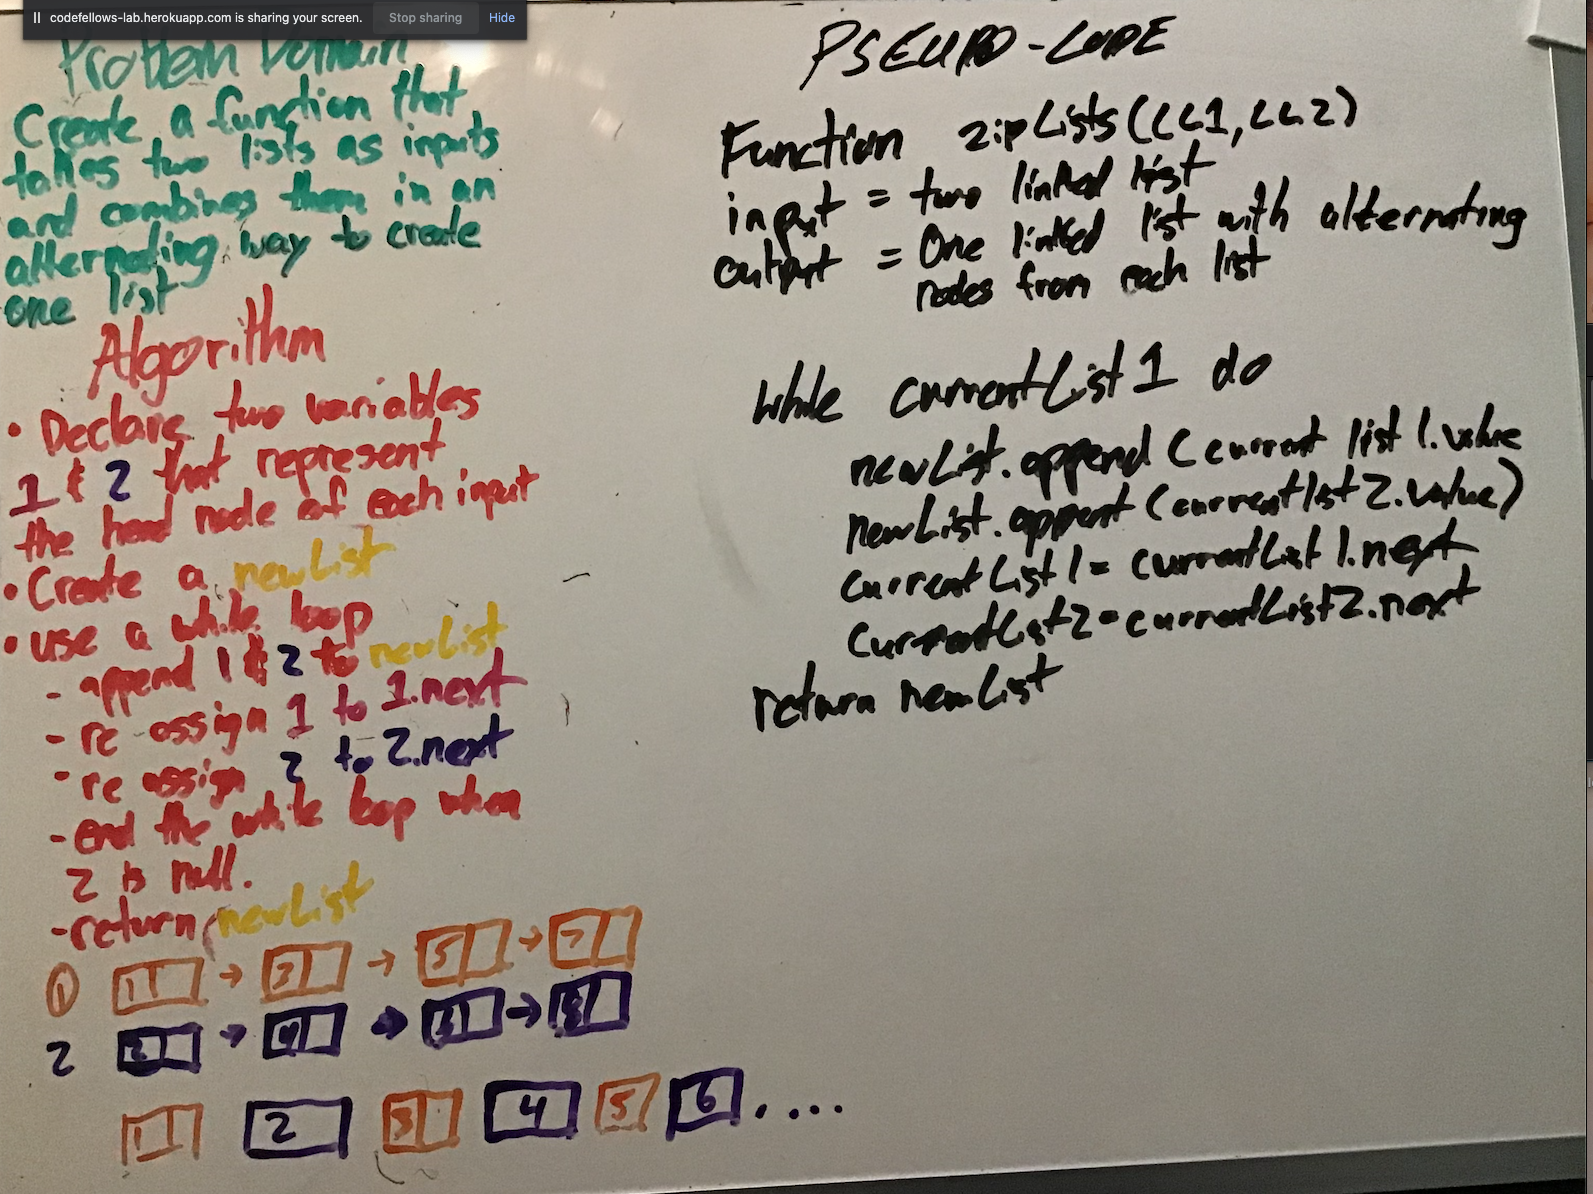 codefellows-lab.herokuapp.com is sharing your screen. Stop sharing Hide
Problem Domain
Create a function that
takes two lists as inputs
and combines them in an
alternating way to create
one list
Algorithm
• Declare two variables
1 & 2 that represent
the head node of each input
• Create a newList
• use a while loop
- append 1 & 2 to newList
- re assign 1 to 1.next
- re assign 2 to 2.next
- end the while loop when
2 is null.
- return newList
1 1 → 3 → 5 → 7
2 2 → 4 → 6 → 8
1 2 3 4 5 6 . . . .
PSEUDO-CODE
Function zipLists(LL1, LL2)
input = two linked list
output = One linked list with alternating
nodes from each list
while currentList1 do
newList.append (current list 1.value
newList.append (currentlist2.value)
currentList1 = currentList1.next
currentList2 = currentList2.next
return newList